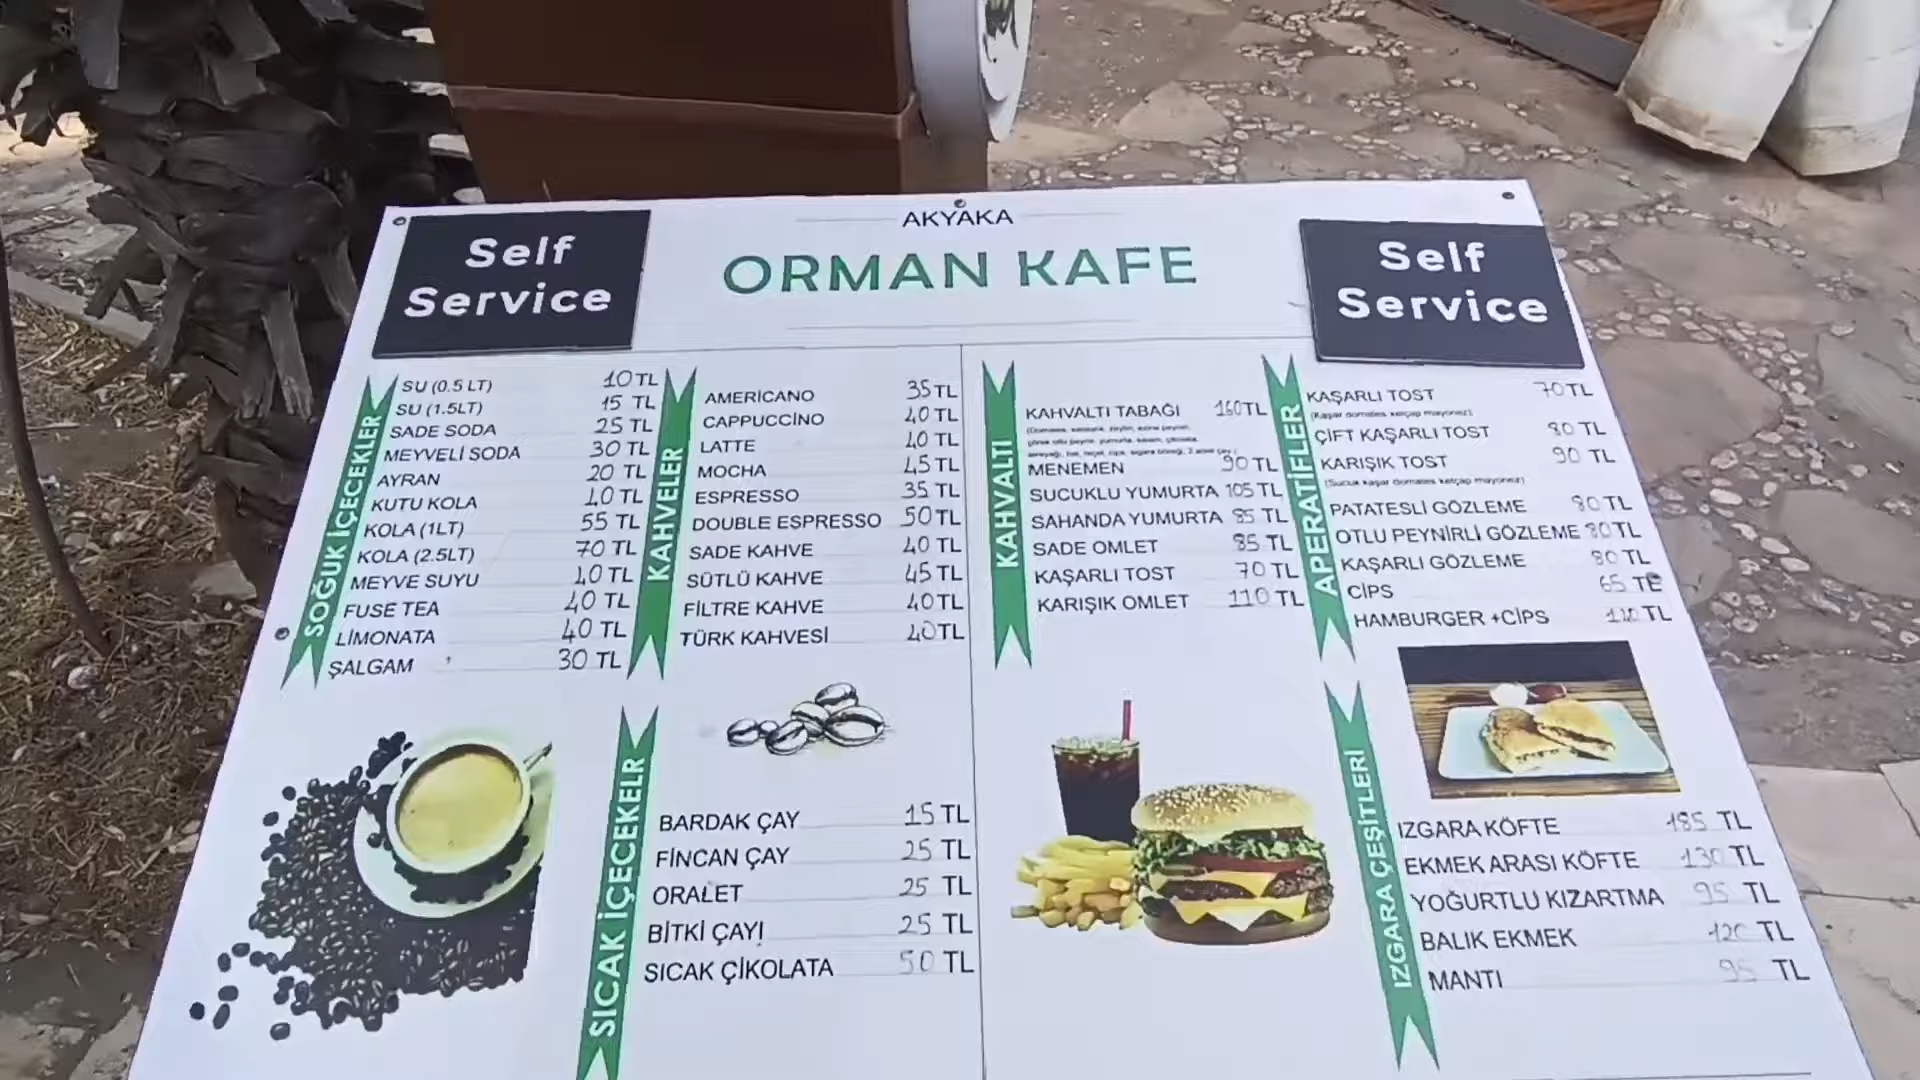 AKYAKA
ORMAN KAFE
Self
Service
Self
Service
SOĞUK İÇECEKLER
SU (0.5 LT) 10 TL
SU (1.5LT) 15 TL
SADE SODA 25 TL
MEYVELİ SODA 30 TL
AYRAN 20 TL
KUTU KOLA 40 TL
KOLA (1LT) 55 TL
KOLA (2.5LT) 70 TL
MEYVE SUYU 40 TL
FUSE TEA 40 TL
LİMONATA 40 TL
ŞALGAM 30 TL
KAHVELER
AMERİCANO 35 TL
CAPPUCCİNO 40 TL
LATTE 40 TL
MOCHA 45 TL
ESPRESSO 35 TL
DOUBLE ESPRESSO 50 TL
SADE KAHVE 40 TL
SÜTLÜ KAHVE 45 TL
FİLTRE KAHVE 40 TL
TÜRK KAHVESİ 40 TL
SICAK İÇECEKELR
BARDAK ÇAY 15 TL
FİNCAN ÇAY 25 TL
ORALET 25 TL
BİTKİ ÇAYI 25 TL
SICAK ÇİKOLATA 50 TL
KAHVALTI
KAHVALTI TABAĞI 160 TL
MENEMEN 90 TL
SUCUKLU YUMURTA 105 TL
SAHANDA YUMURTA 85 TL
SADE OMLET 85 TL
KAŞARLI TOST 70 TL
KARIŞIK OMLET 110 TL
APERATİFLER
KAŞARLI TOST 70 TL
(Kaşar domates ketçap mayonez)
ÇİFT KAŞARLI TOST 80 TL
KARIŞIK TOST 90 TL
(Sucuk kaşar domates ketçap mayonez)
PATATESLİ GÖZLEME 80 TL
OTLU PEYNİRLİ GÖZLEME 80 TL
KAŞARLI GÖZLEME 80 TL
CİPS 65 TL
HAMBURGER +CİPS TL
IZGARA ÇEŞİTLERİ
IZGARA KÖFTE 185 TL
EKMEK ARASI KÖFTE 130 TL
YOĞURTLU KIZARTMA 95 TL
BALIK EKMEK 120 TL
MANTI 95 TL